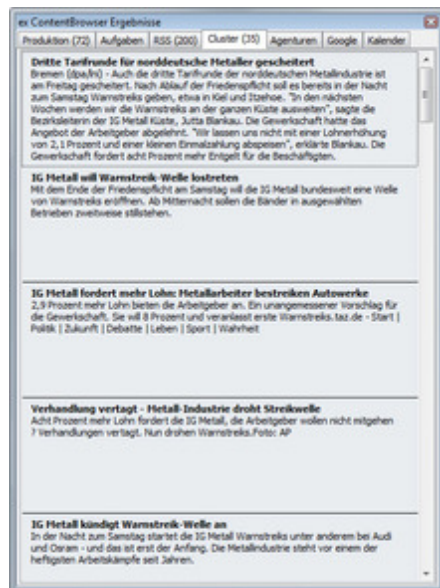 ex ContentBrowser Ergebnisse
Produktion (72) Aufgaben RSS (200) Cluster (35) Agenturen Google Kalender
Dritte Tarifrunde für norddeutsche Metaller gescheitert
Bremen (dpa/lni) - Auch die dritte Tarifrunde der norddeutschen Metallindustrie ist
am Freitag gescheitert. Nach Ablauf der Friedenspflicht soll es bereits in der Nacht
zum Samstag Warnstreiks geben, etwa in Kiel und Itzehoe. "In den nächsten
Wochen werden wir die Warnstreiks an der ganzen Küste ausweiten", sagte die
Bezirksleiterin der IG Metall Küste, Jutta Blankau. Die Gewerkschaft hatte das
Angebot der Arbeitgeber abgelehnt. "Wir lassen uns nicht mit einer Lohnerhöhung
von 2,1 Prozent und einer kleinen Einmalzahlung abspeisen", erklärte Blankau. Die
Gewerkschaft fordert acht Prozent mehr Entgelt für die Beschäftigten.
IG Metall will Warnstreik-Welle lostreten
Mit dem Ende der Friedenspflicht am Samstag will die IG Metall bundesweit eine Welle
von Warnstreiks eröffnen. Ab Mitternacht sollen die Bänder in ausgewählten
Betrieben zweitweise stillstehen.
IG Metall fordert mehr Lohn: Metallarbeiter bestreiken Autowerke
2,9 Prozent mehr Lohn bieten die Arbeitgeber an. Ein unangemessener Vorschlag für
die Gewerkschaft. Sie will 8 Prozent und veranlasst erste Warnstreiks.taz.de - Start |
Politik | Zukunft | Debatte | Leben | Sport | Wahrheit
Verhandlung vertagt - Metall-Industrie droht Streikwelle
Acht Prozent mehr Lohn fordert die IG Metall, die Arbeitgeber wollen nicht mitgehen
? Verhandlungen vertagt. Nun drohen Warnstreiks.Foto: AP
IG Metall kündigt Warnstreik-Welle an
In der Nacht zum Samstag startet die IG Metall Warnstreiks unter anderem bei Audi
und Osram - und das ist erst der Anfang. Die Metallindustrie steht vor einem der
heftigsten Arbeitskämpfe seit Jahren.